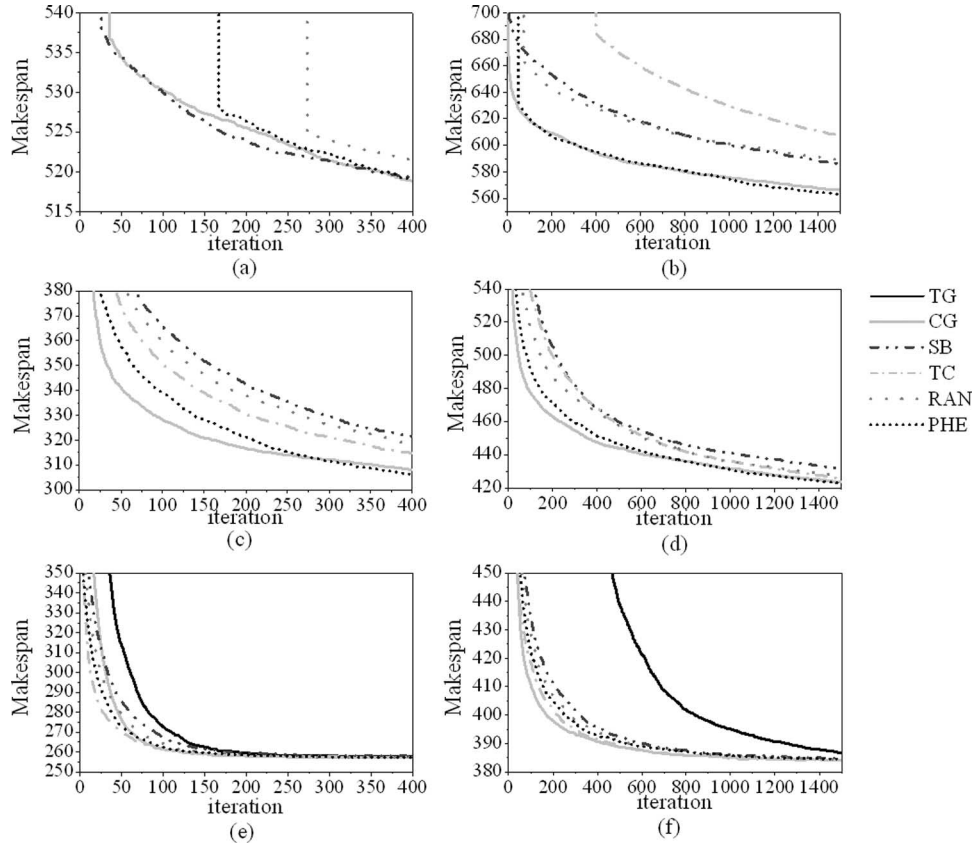 540
535
530
525
520
515
Makespan
0 50 100 150 200 250 300 350 400
iteration
(a)
700
680
660
640
620
600
580
560
Makespan
0 200 400 600 800 1000 1200 1400
iteration
(b)
380
370
360
350
340
330
320
310
300
Makespan
0 50 100 150 200 250 300 350 400
iteration
(c)
540
520
500
480
460
440
420
Makespan
0 200 400 600 800 1000 1200 1400
iteration
(d)
TG
CG
SB
TC
RAN
PHE
350
340
330
320
310
300
290
280
270
260
250
Makespan
0 50 100 150 200 250 300 350 400
iteration
(e)
450
440
430
420
410
400
390
380
Makespan
0 200 400 600 800 1000 1200 1400
iteration
(f)